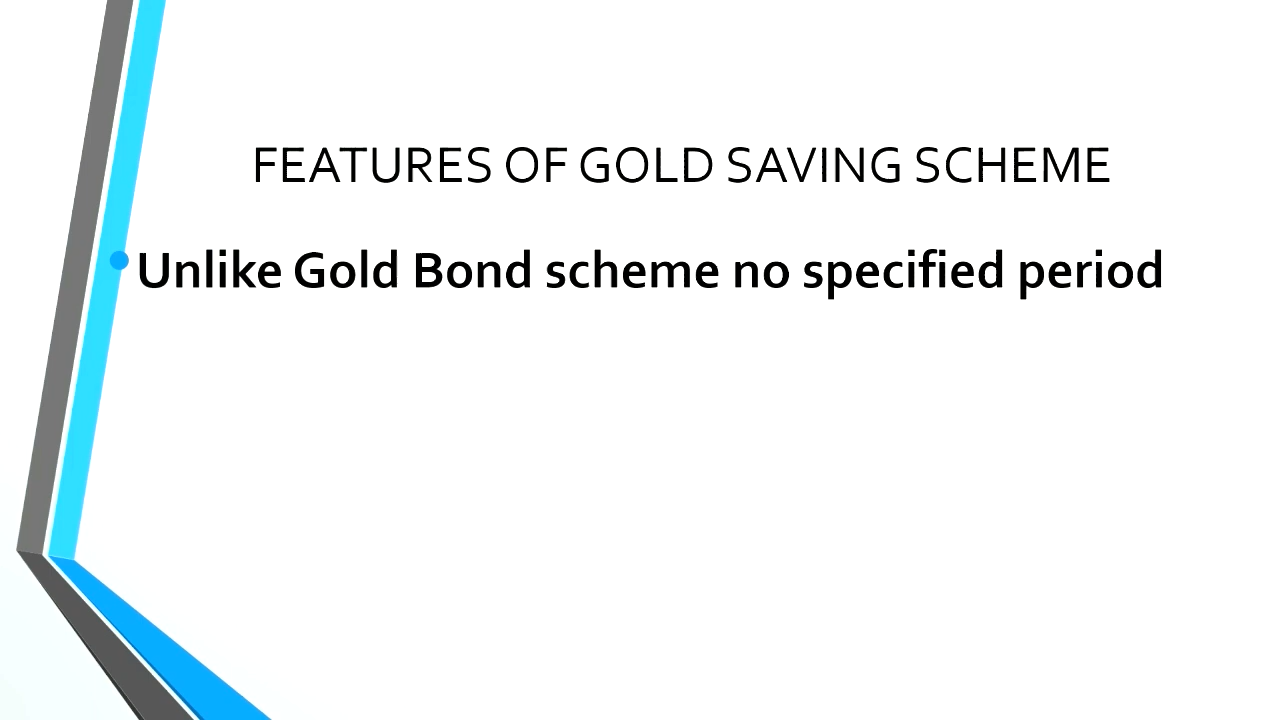 FEATURES OF GOLD SAVING SCHEME
• Unlike Gold Bond scheme no specified period